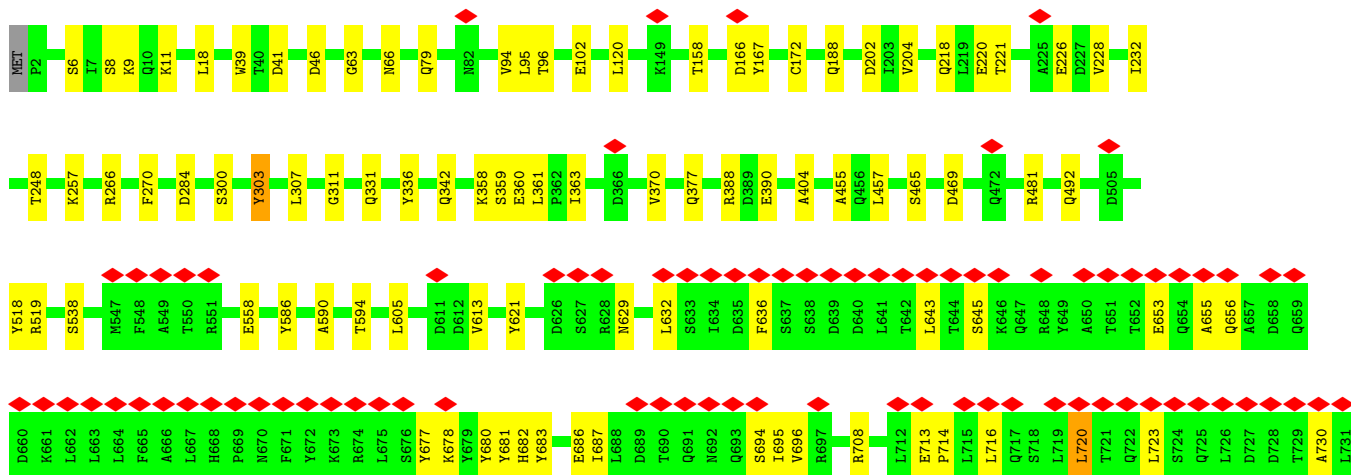 MET P2 S6 I7 S8 K9 Q10 K11 L18 W39 T40 D41 D46 G63 N66 Q79 N82 V94 L95 T96 E102 L120 K149 T158 D166 Y167 C172 Q188 D202 I203 V204 Q218 L219 E220 T221 A225 E226 D227 V228 I232
T248 K257 R266 F270 D284 S300 Y303 L307 G311 Q331 Y336 Q342 K358 S359 E360 L361 P362 I363 D366 V370 Q377 R388 D389 E390 A404 A455 Q456 L457 S465 D469 Q472 R481 Q492 D505
Y518 R519 S538 M547 F548 A549 T550 R551 E558 Y586 A590 T594 L605 D611 D612 V613 Y621 D626 S627 R628 N629 L632 S633 I634 D635 F636 S637 S638 D639 D640 L641 T642 L643 T644 S645 K646 Q647 R648 Y649 A650 T651 T652 E653 Q654 A655 Q656 A657 D658 Q659
D660 K661 L662 L663 L664 F665 A666 L667 H668 P669 N670 F671 Y672 K673 R674 L675 S676 Y677 K678 Y679 Y680 Y681 H682 Y683 E686 I687 L688 D689 T690 Q691 N692 Q693 S694 I695 V696 R697 R708 L712 E713 P714 L715 L716 Q717 S718 L719 L720 T721 Q722 L723 S724 Q725 L726 D727 D728 T729 A730 L731